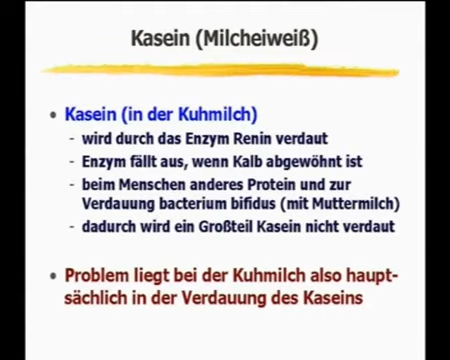 Kasein (Milcheiweiß)
• Kasein (in der Kuhmilch)
- wird durch das Enzym Renin verdaut
- Enzym fällt aus, wenn Kalb abgewöhnt ist
- beim Menschen anderes Protein und zur
Verdauung bacterium bifidus (mit Muttermilch)
- dadurch wird ein Großteil Kasein nicht verdaut
• Problem liegt bei der Kuhmilch also haupt-
sächlich in der Verdauung des Kaseins